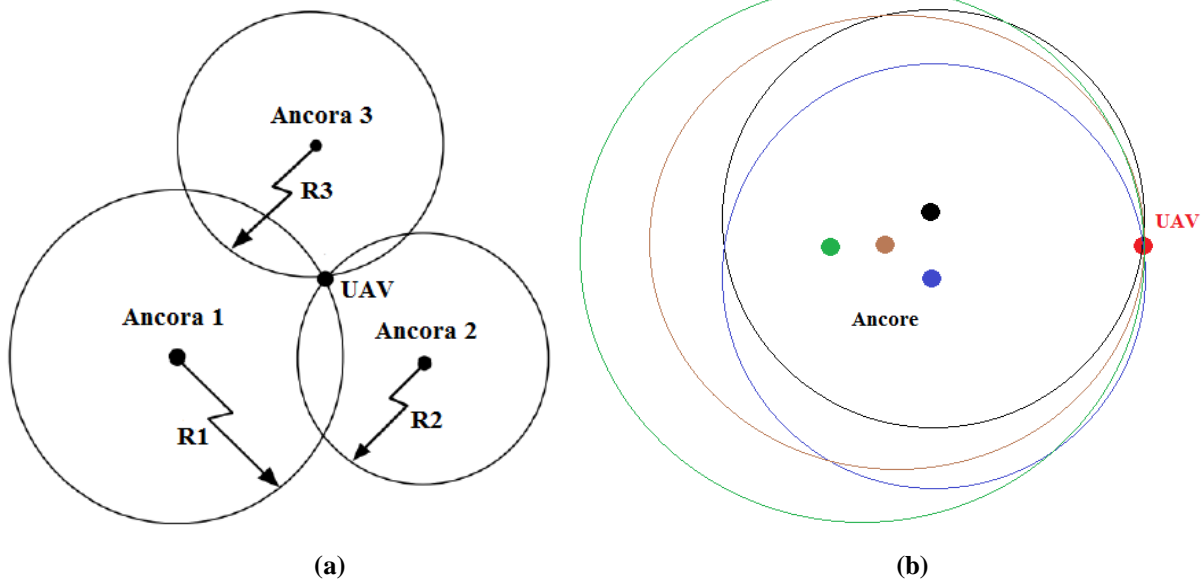 Ancora 3
R3
UAV
Ancora 1
Ancora 2
R1
R2
(a)
UAV
Ancore
(b)